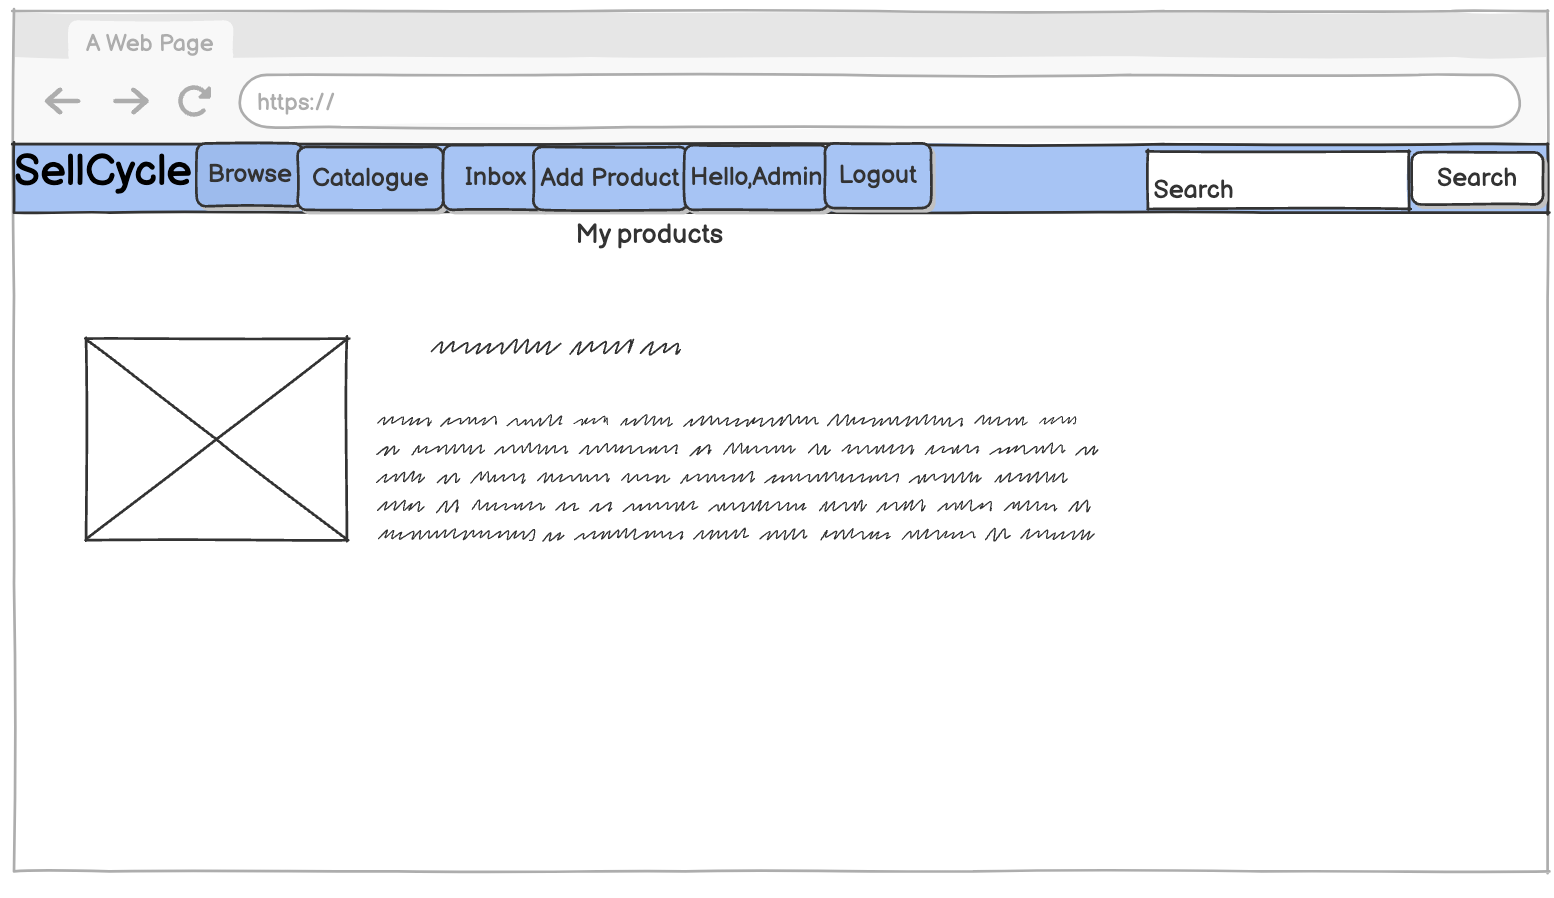 A Web Page
https://
SellCycle Browse Catalogue Inbox Add Product Hello,Admin Logout Search Search
My products